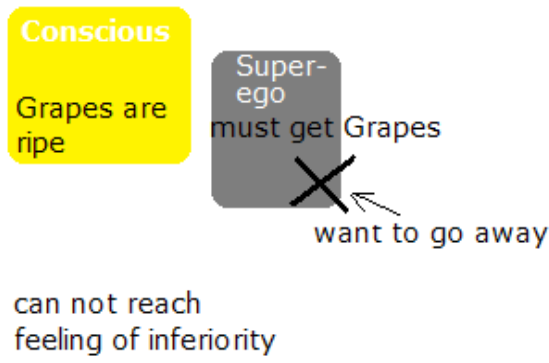 Conscious
Grapes are
ripe
Super-
ego
must get Grapes
want to go away
can not reach
feeling of inferiority